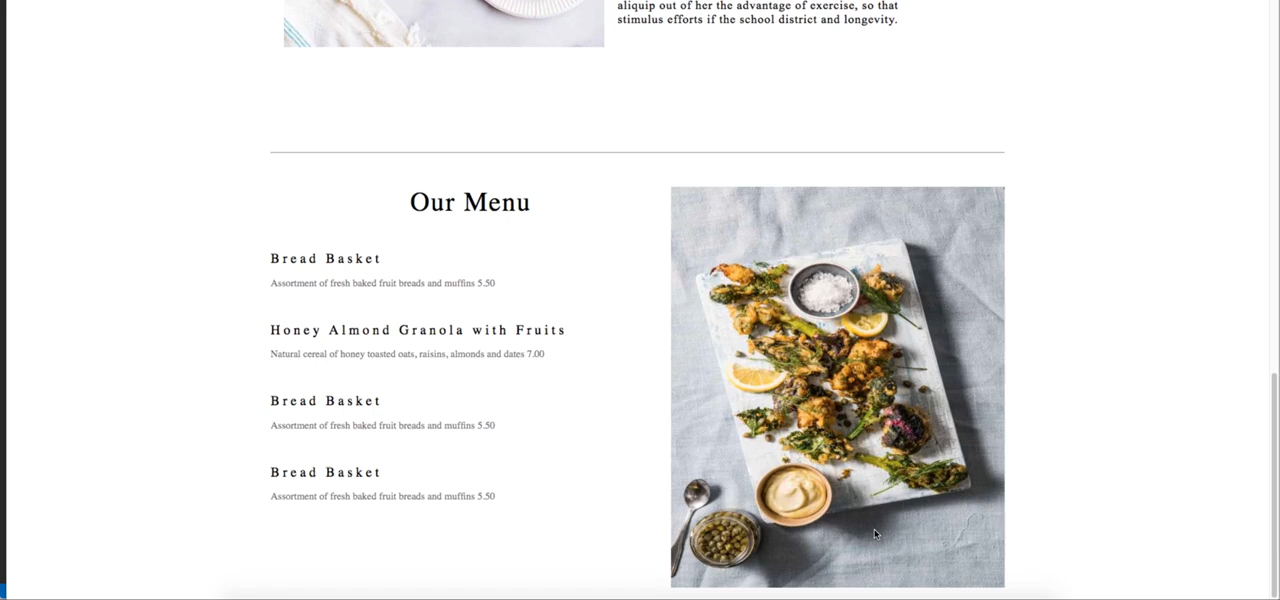 aliquip out of her the advantage of exercise, so that
stimulus efforts if the school district and longevity.
Our Menu
Bread Basket
Assortment of fresh baked fruit breads and muffins 5.50
Honey Almond Granola with Fruits
Natural cereal of honey toasted oats, raisins, almonds and dates 7.00
Bread Basket
Assortment of fresh baked fruit breads and muffins 5.50
Bread Basket
Assortment of fresh baked fruit breads and muffins 5.50